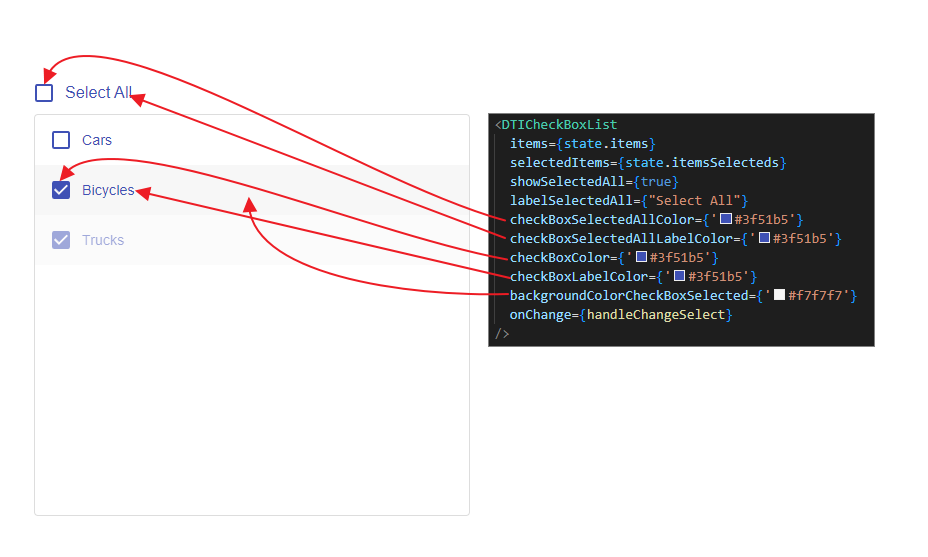 Select All
Cars
Bicycles
Trucks
<DTICheckBoxList
items={state.items}
selectedItems={state.itemsSelecteds}
showSelectedAll={true}
labelSelectedAll={"Select All"}
checkBoxSelectedAllColor={'#3f51b5'}
checkBoxSelectedAllLabelColor={'#3f51b5'}
checkBoxColor={'#3f51b5'}
checkBoxLabelColor={'#3f51b5'}
backgroundColorCheckBoxSelected={'#f7f7f7'}
onChange={handleChangeSelect}
/>